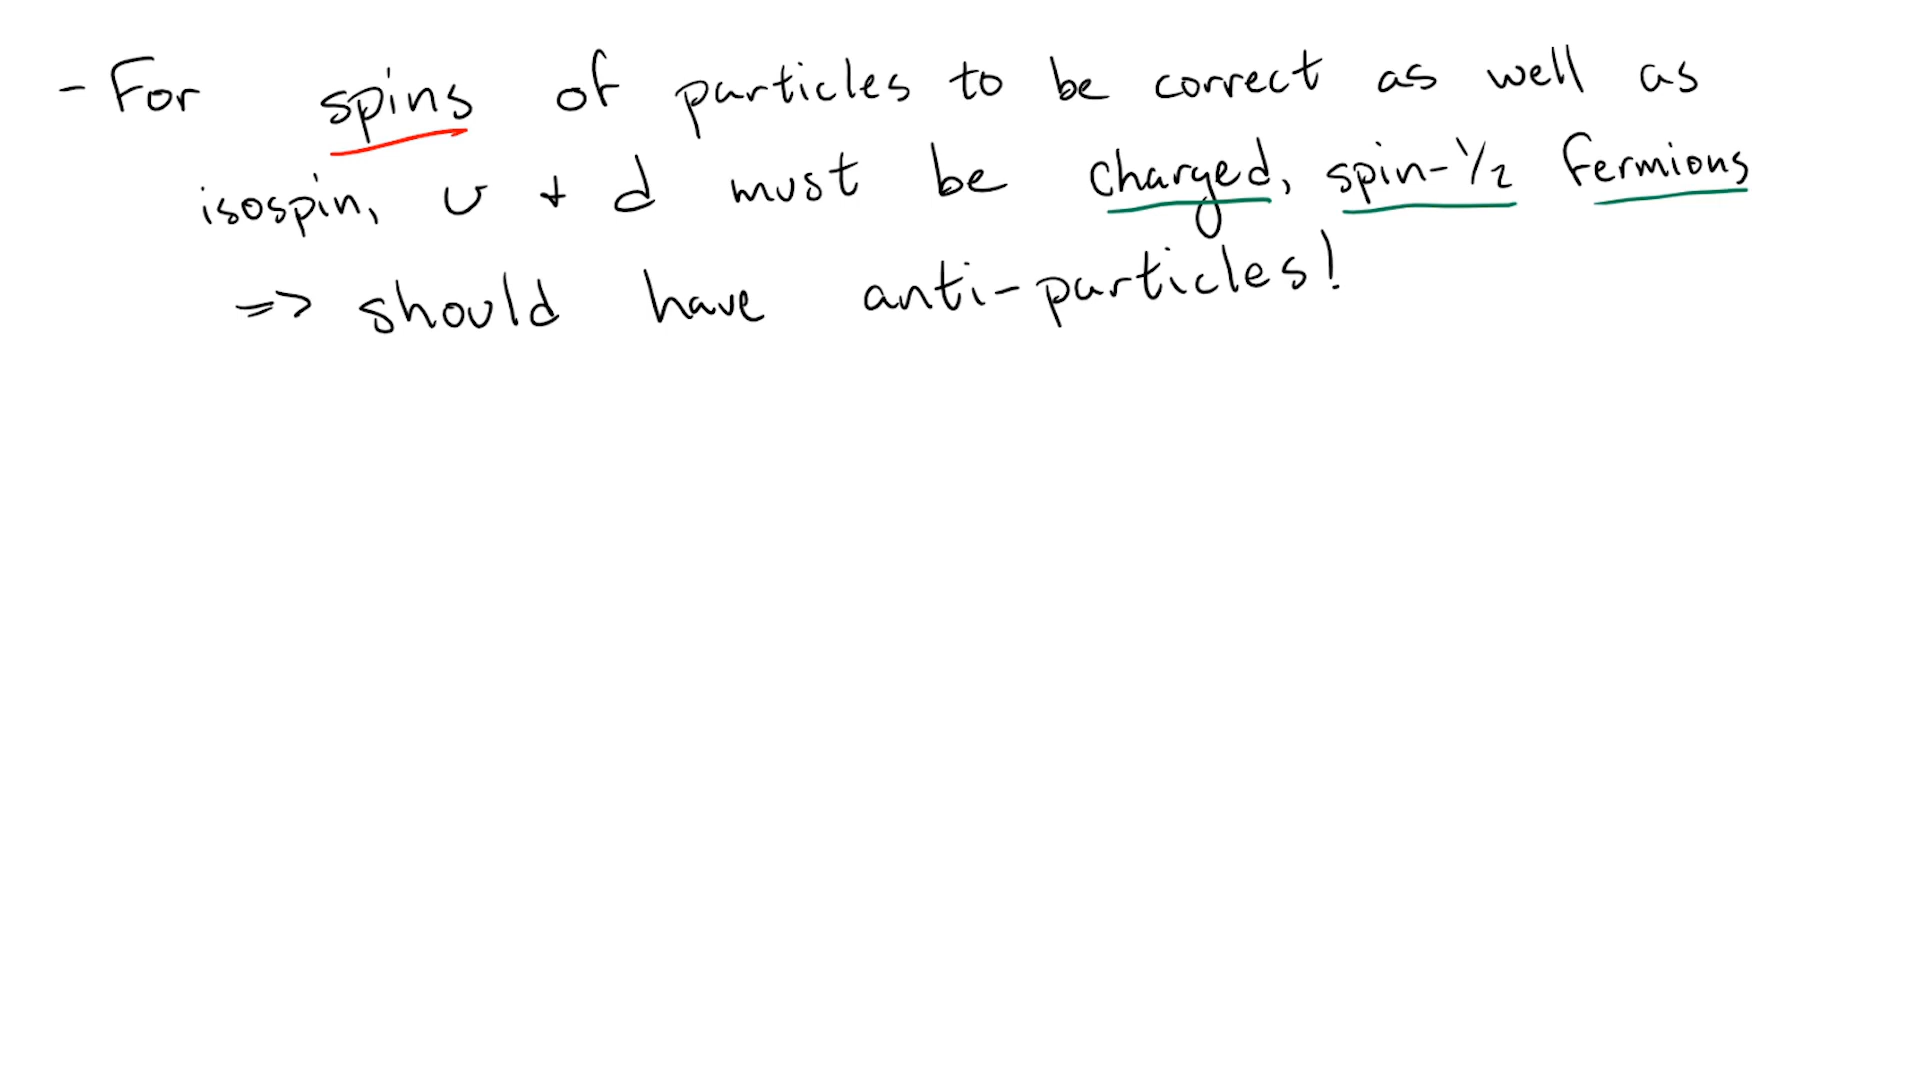 - For spins of particles to be correct as well as
isospin, u + d must be charged, spin-1/2 fermions
=> should have anti-particles!